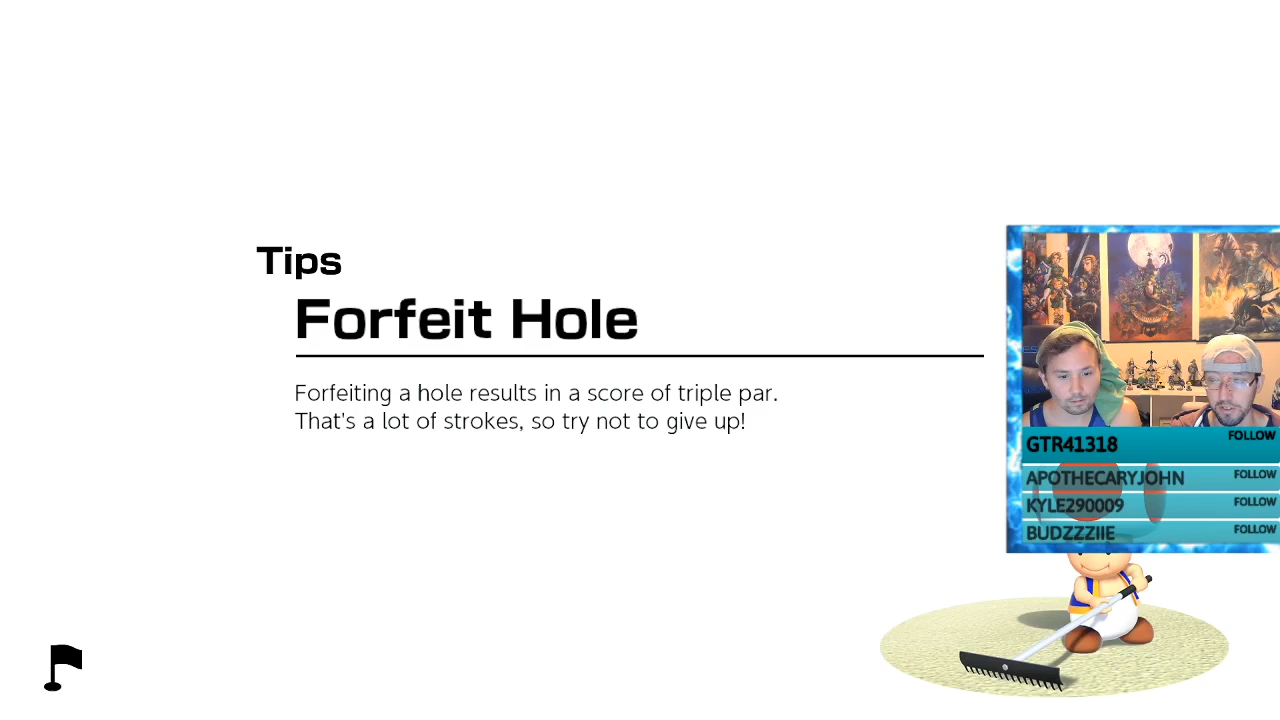 Tips
Forfeit Hole
Forfeiting a hole results in a score of triple par.
That's a lot of strokes, so try not to give up!
GTR41318 FOLLOW
APOTHECARYJOHN FOLLOW
KYLE290009 FOLLOW
BUDZZZIIE FOLLOW